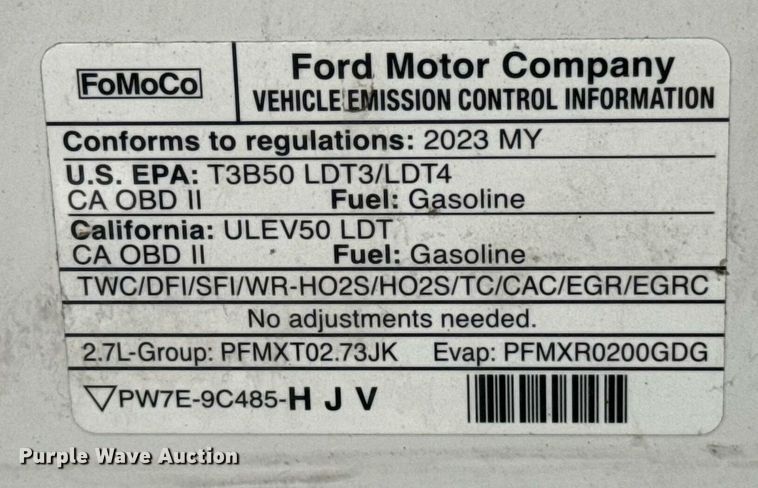 FoMoCo
Ford Motor Company
VEHICLE EMISSION CONTROL INFORMATION
Conforms to regulations: 2023 MY
U.S. EPA: T3B50 LDT3/LDT4
CA OBD II Fuel: Gasoline
California: ULEV50 LDT
CA OBD II Fuel: Gasoline
TWC/DFI/SFI/WR-HO2S/HO2S/TC/CAC/EGR/EGRC
No adjustments needed.
2.7L-Group: PFMXT02.73JK Evap: PFMXR0200GDG
PW7E-9C485-H J V
Purple Wave Auction